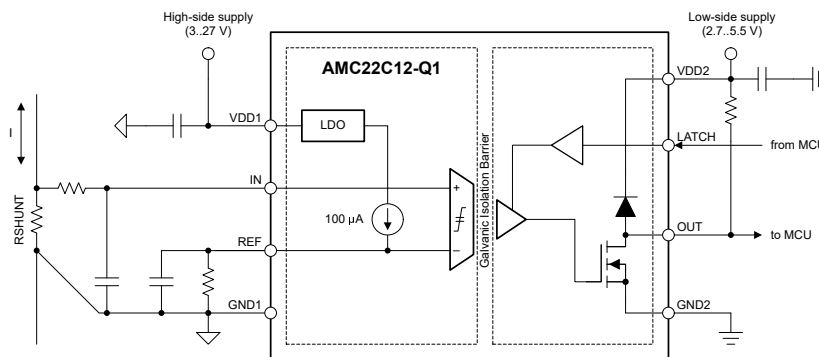 High-side supply
(3..27 V)
Low-side supply
(2.7..5.5 V)
AMC22C12-Q1
VDD1
LDO
VDD2
LATCH
from MCU
I
IN
+
100 μA
Galvanic Isolation Barrier
RSHUNT
REF
–
OUT
to MCU
GND1
GND2